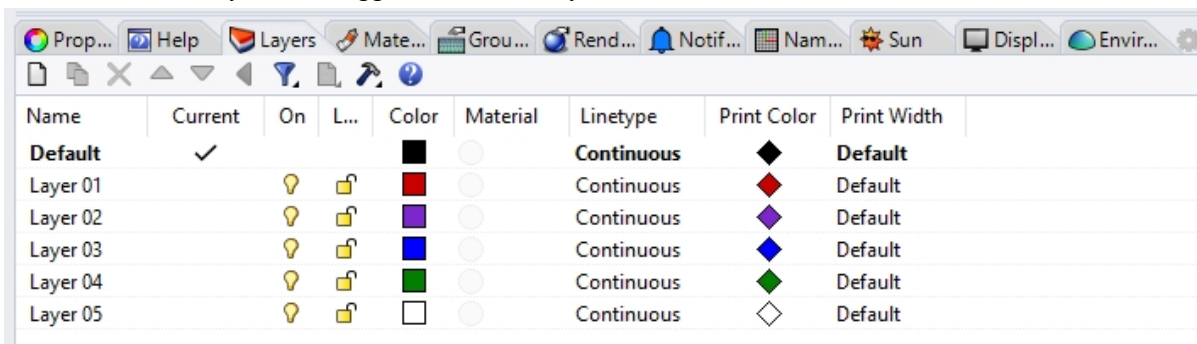 Prop... Help Layers Mate... Grou... Rend... Notif... Nam... Sun Displ... Envir...
Name Current On L... Color Material Linetype Print Color Print Width
Default Continuous Default
Layer 01 Continuous Default
Layer 02 Continuous Default
Layer 03 Continuous Default
Layer 04 Continuous Default
Layer 05 Continuous Default